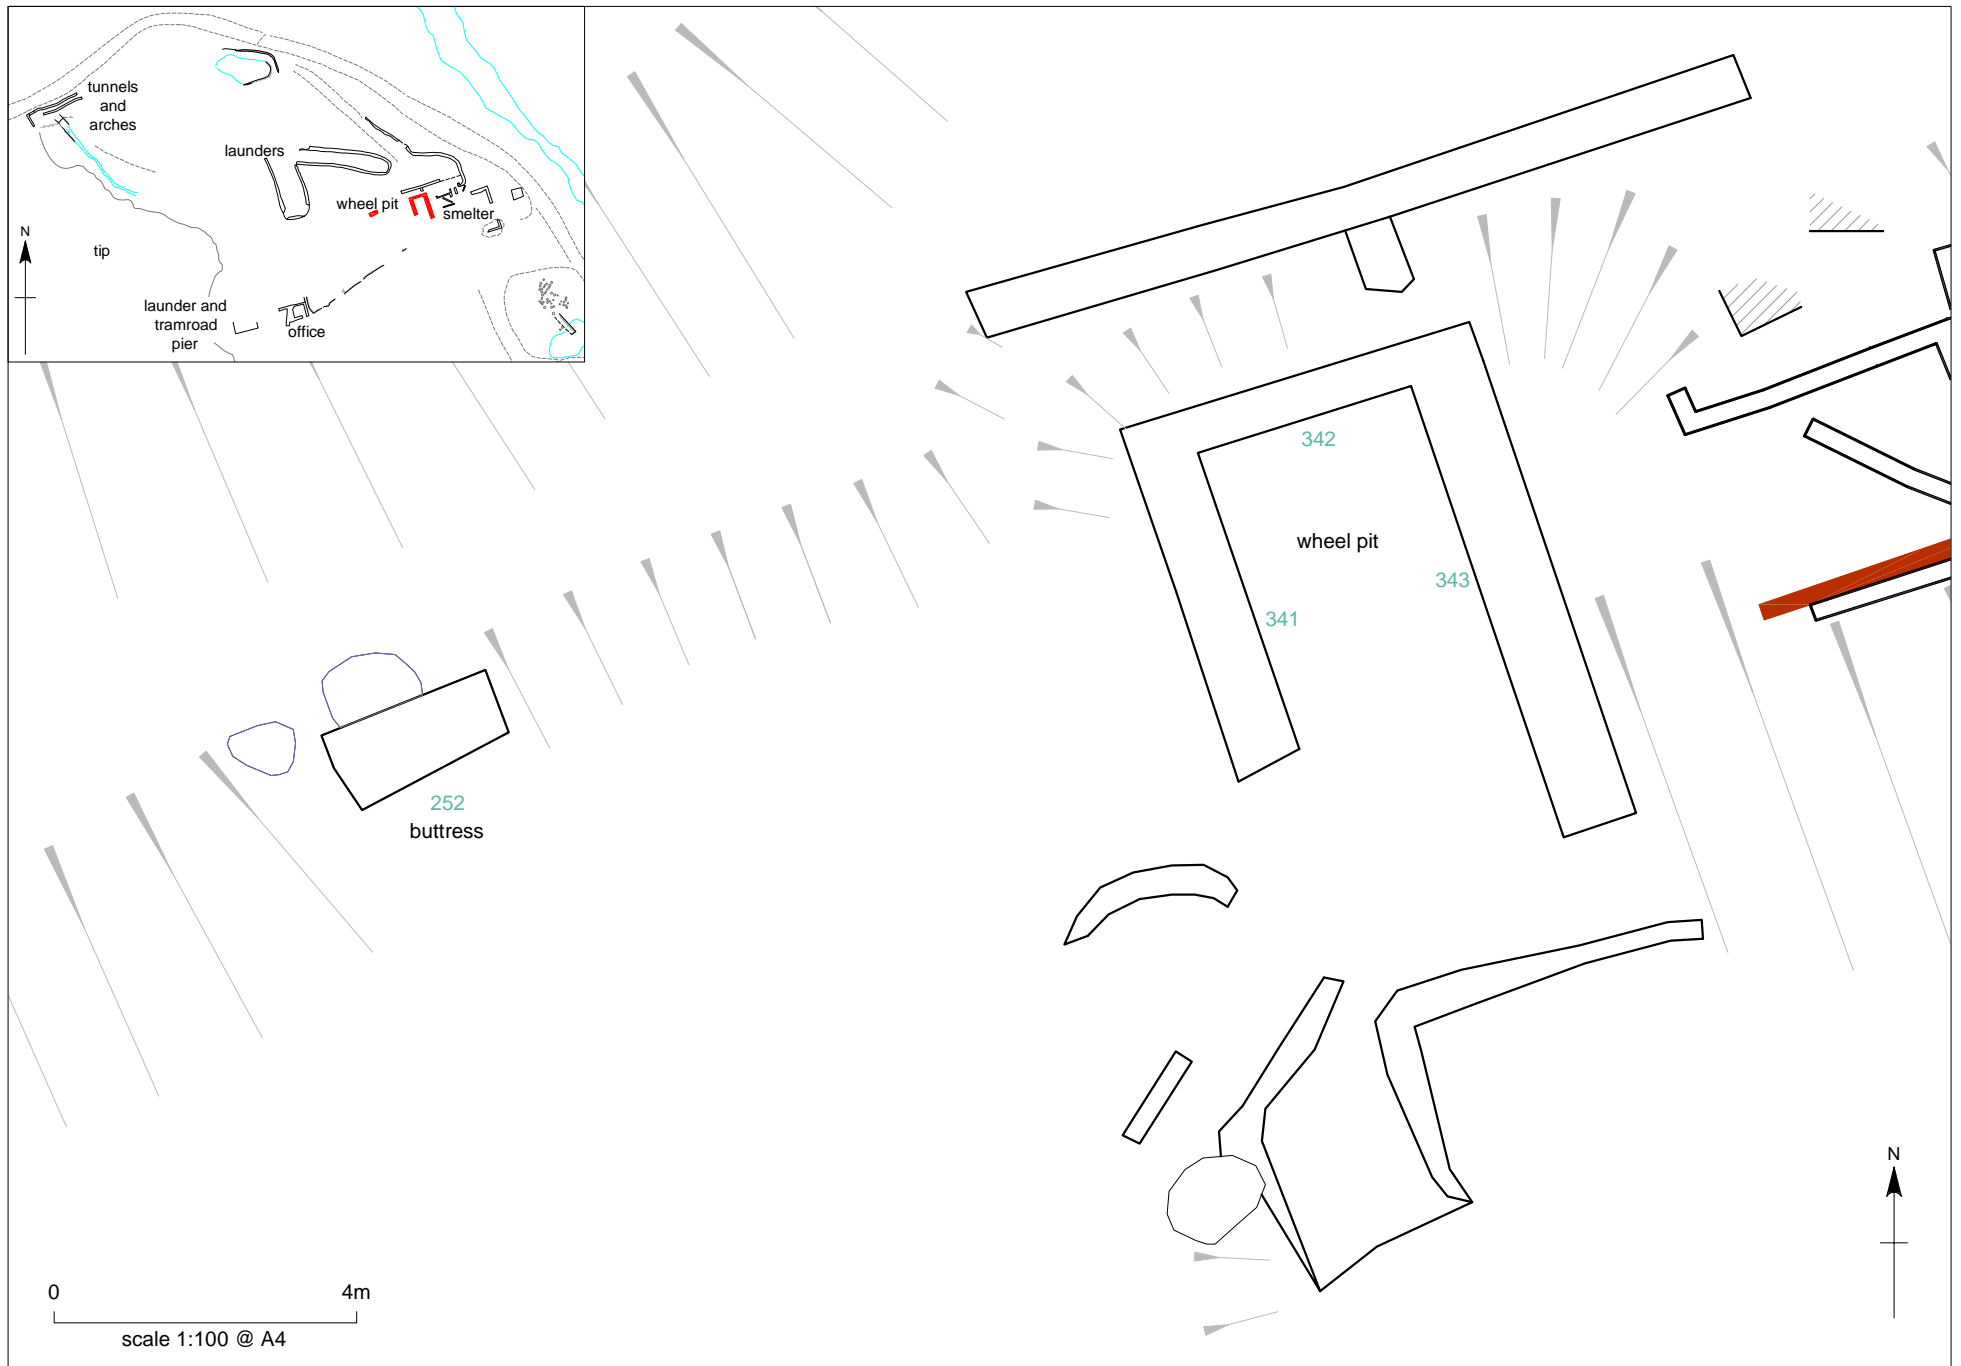 tunnels
and
arches
launders
wheel pit
smelter
N
tip
launder and
tramroad
pier
office
342
wheel pit
343
341
252
buttress
N
0 4m
scale 1:100 @ A4